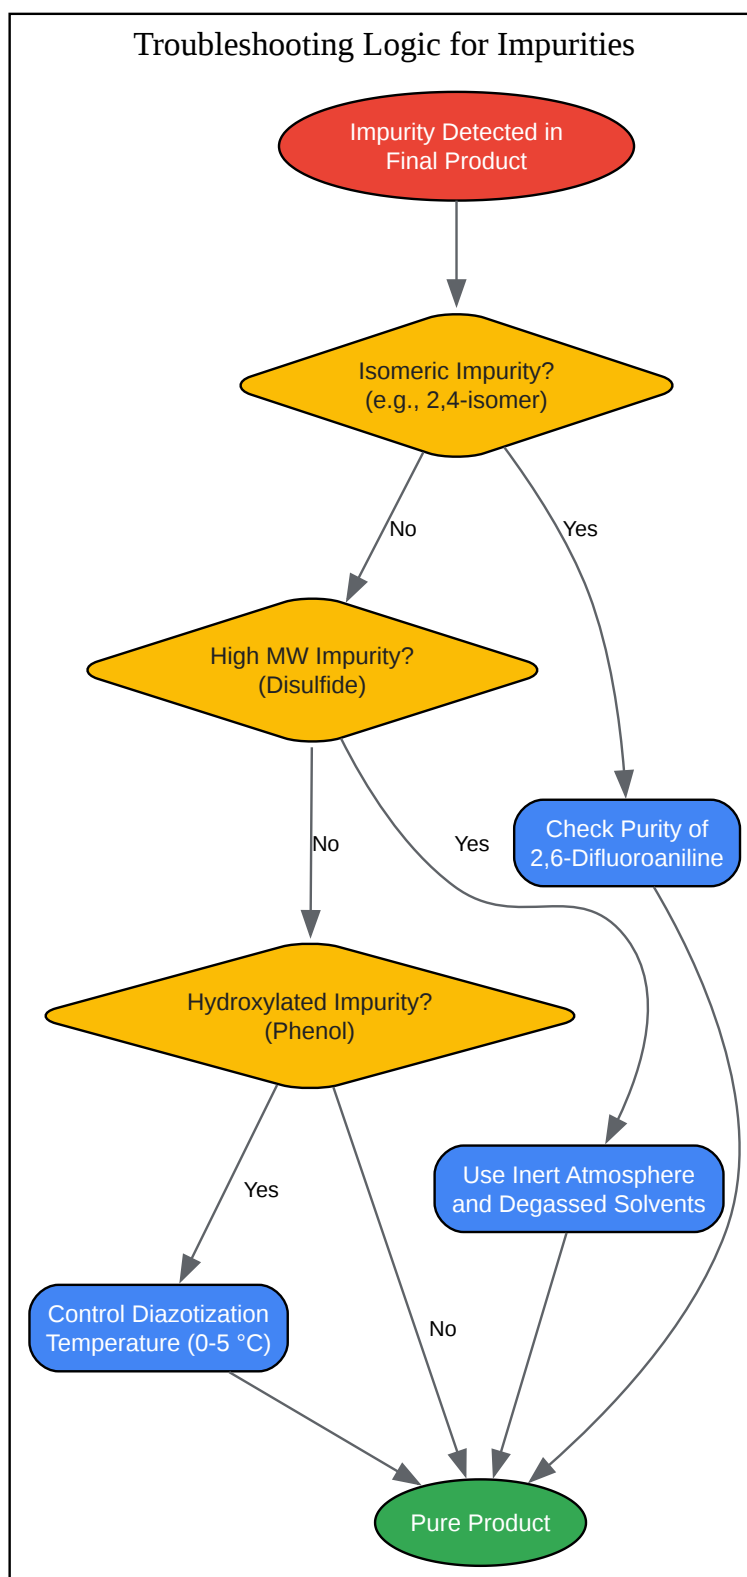 Troubleshooting Logic for Impurities
Impurity Detected in
Final Product
Isomeric Impurity?
(e.g., 2,4-isomer)
No
Yes
High MW Impurity?
(Disulfide)
No
Yes
Check Purity of
2,6-Difluoroaniline
Hydroxylated Impurity?
(Phenol)
Yes
No
Use Inert Atmosphere
and Degassed Solvents
Control Diazotization
Temperature (0-5 °C)
Pure Product